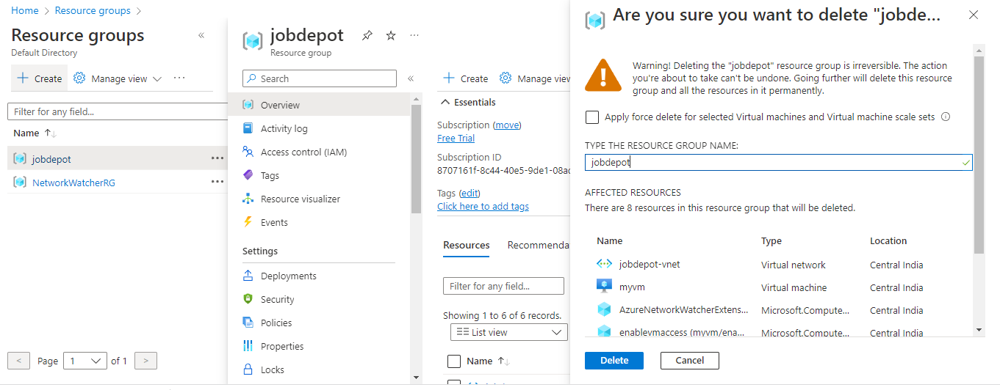 Home > Resource groups >
Resource groups
Default Directory
Create
Manage view
Filter for any field...
Name
jobdepot
NetworkWatcherRG
< Page 1 of 1 >
jobdepot
Resource group
Search
Overview
Activity log
Access control (IAM)
Tags
Resource visualizer
Events
Settings
Deployments
Security
Policies
Properties
Locks
Create
Manage view
Essentials
Subscription (move)
Free Trial
Subscription ID
8707161f-8c44-40e5-9de1-08ac
Tags (edit)
Click here to add tags
Resources Recommenda
Filter for any field...
Showing 1 to 6 of 6 records.
List view
Name
Are you sure you want to delete "jobde...
Warning! Deleting the "jobdepot" resource group is irreversible. The action
you're about to take can't be undone. Going further will delete this resource
group and all the resources in it permanently.
Apply force delete for selected Virtual machines and Virtual machine scale sets
TYPE THE RESOURCE GROUP NAME:
jobdepot
AFFECTED RESOURCES
There are 8 resources in this resource group that will be deleted.
Name Type Location
jobdepot-vnet Virtual network Central India
myvm Virtual machine Central India
AzureNetworkWatcherExtens... Microsoft.Compute... Central India
enablevmaccess (myvm/ena... Microsoft.Compute... Central India
Delete Cancel